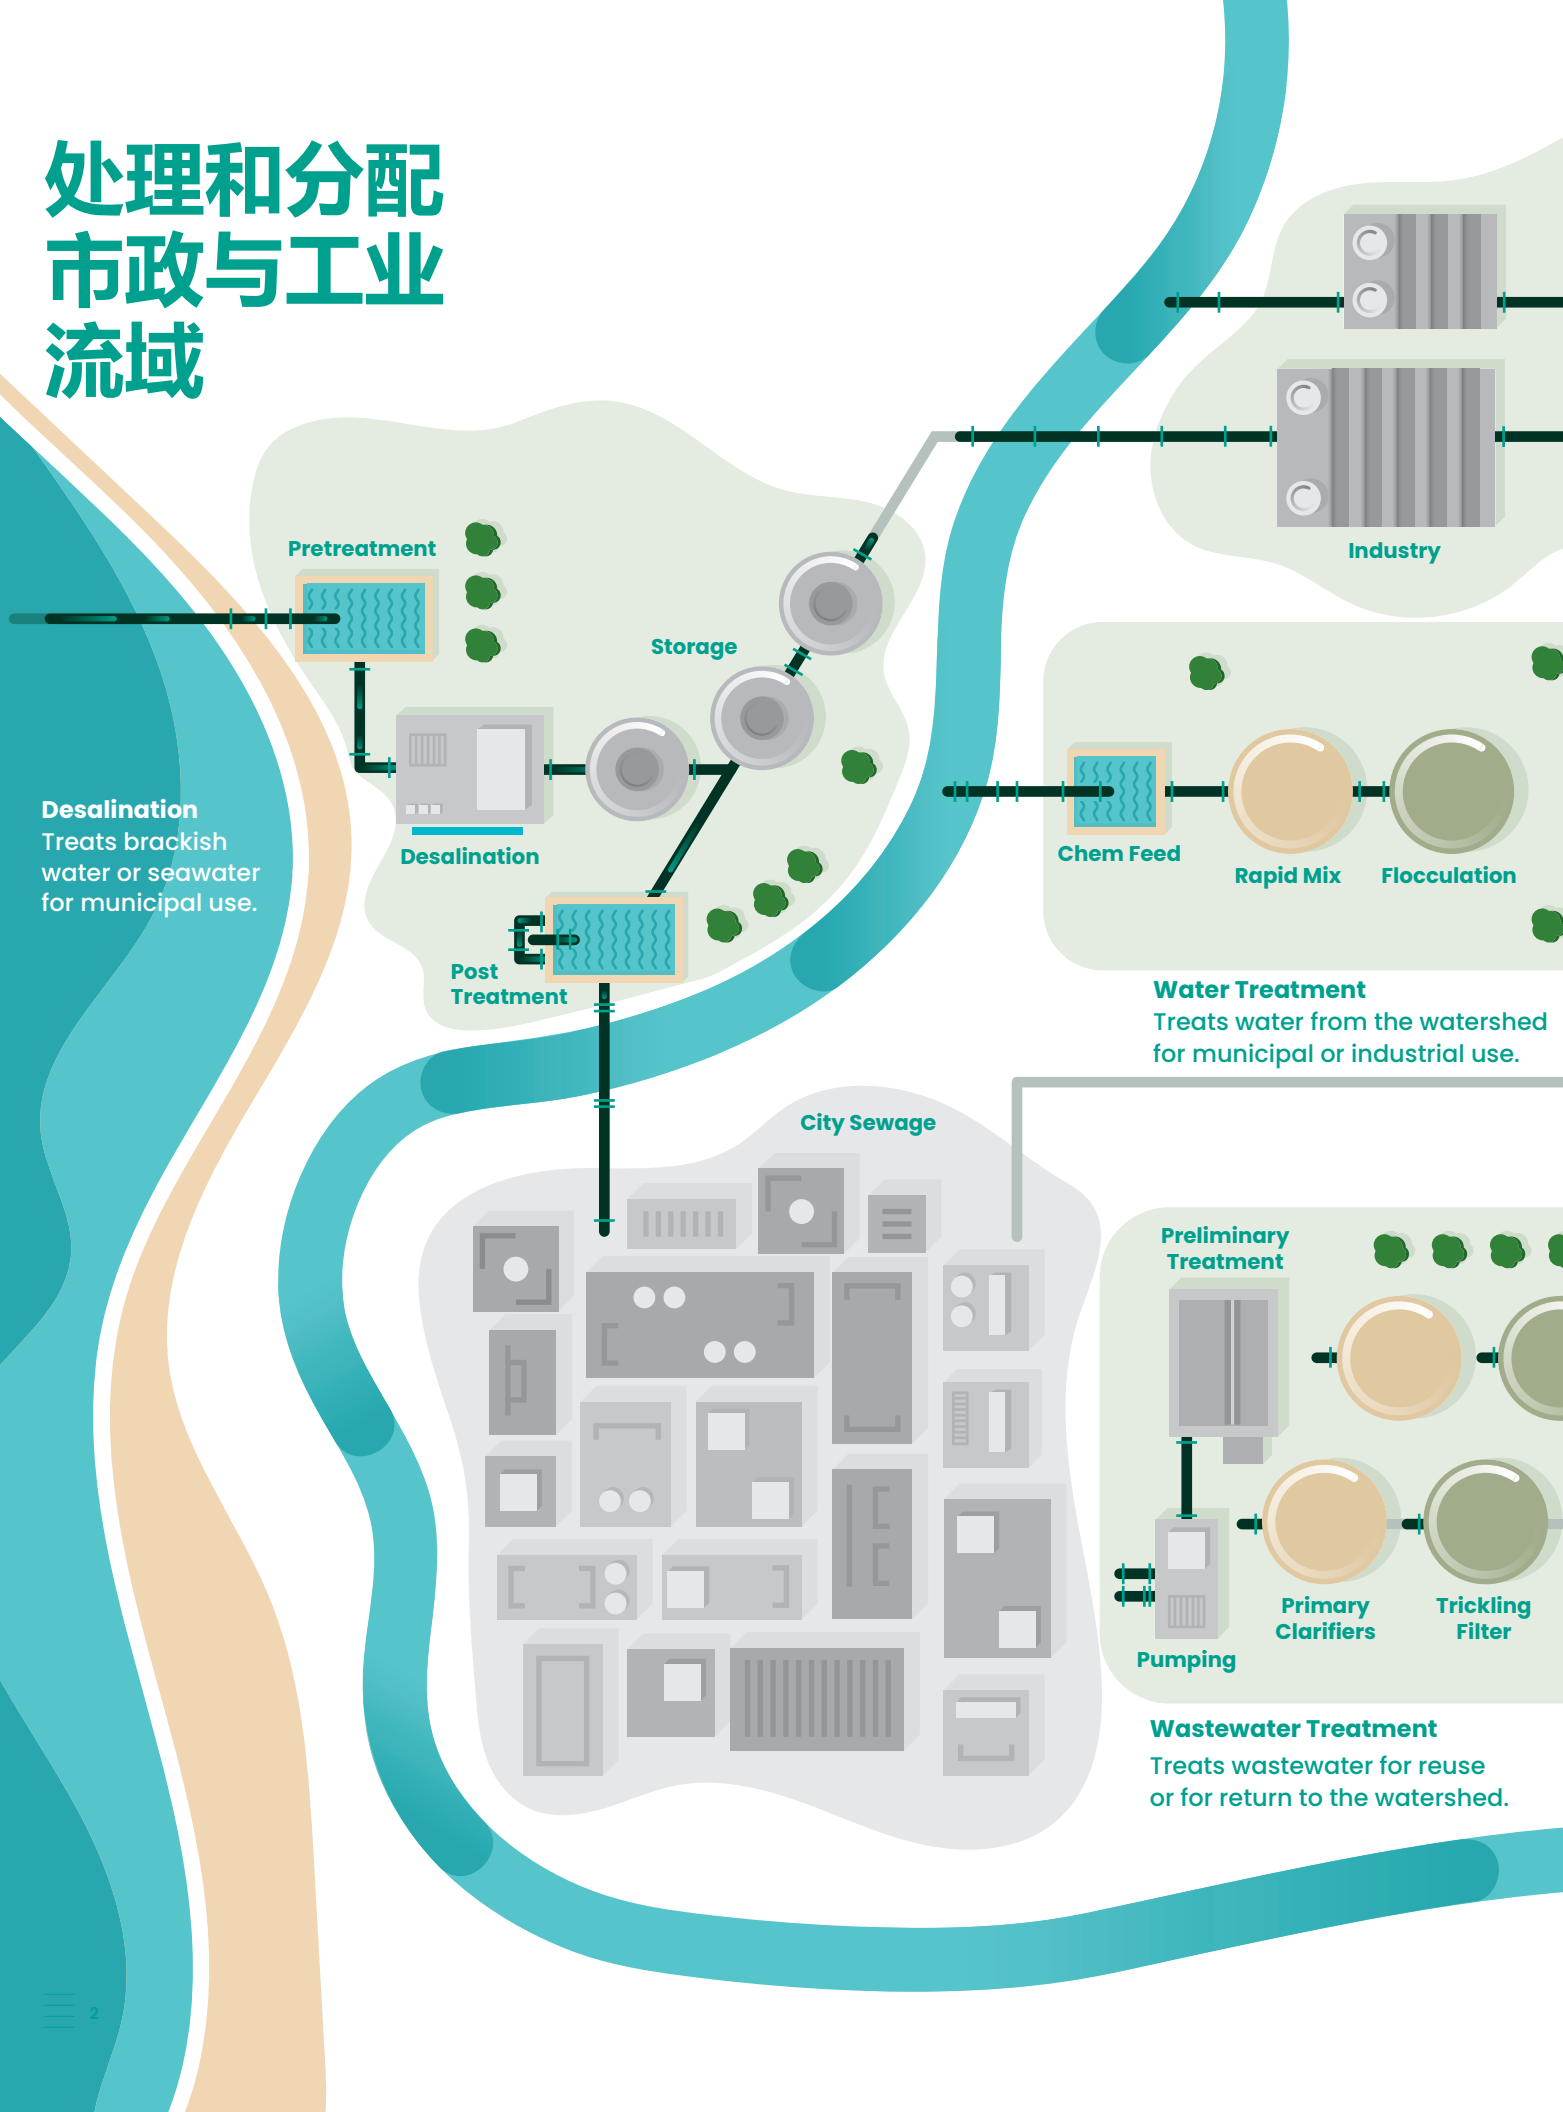 处理和分配
市政与工业
流域
Pretreatment
Storage
Industry
Desalination
Treats brackish
water or seawater
for municipal use.
Desalination
Chem Feed
Rapid Mix
Flocculation
Post
Treatment
Water Treatment
Treats water from the watershed
for municipal or industrial use.
City Sewage
Preliminary
Treatment
Primary
Clarifiers
Trickling
Filter
Pumping
Wastewater Treatment
Treats wastewater for reuse
or for return to the watershed.
2